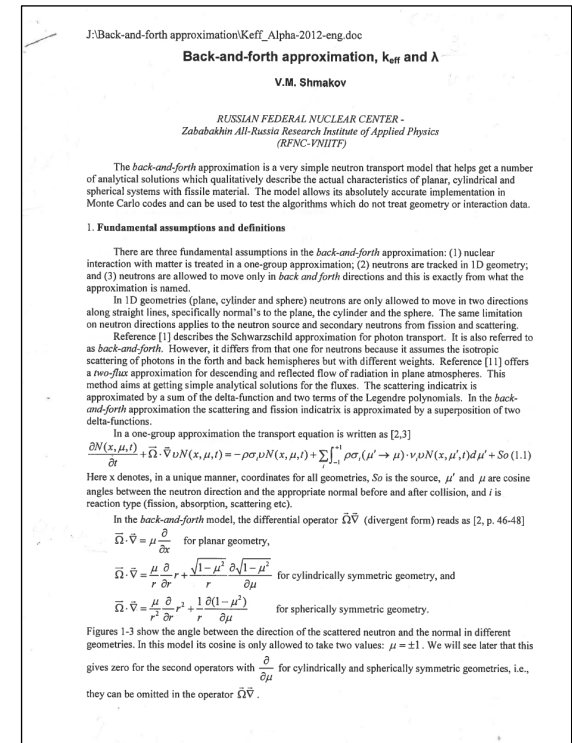 J:\Back-and-forth approximation\Keff_Alpha-2012-eng.doc
Back-and-forth approximation, k_eff and λ
V.M. Shmakov
RUSSIAN FEDERAL NUCLEAR CENTER -
Zababakhin All-Russia Research Institute of Applied Physics
(RFNC-VNIITF)
The back-and-forth approximation is a very simple neutron transport model that helps get a number
of analytical solutions which qualitatively describe the actual characteristics of planar, cylindrical and
spherical systems with fissile material. The model allows its absolutely accurate implementation in
Monte Carlo codes and can be used to test the algorithms which do not treat geometry or interaction data.
1. Fundamental assumptions and definitions
There are three fundamental assumptions in the back-and-forth approximation: (1) nuclear
interaction with matter is treated in a one-group approximation; (2) neutrons are tracked in 1D geometry;
and (3) neutrons are allowed to move only in back and forth directions and this is exactly from what the
approximation is named.
In 1D geometries (plane, cylinder and sphere) neutrons are only allowed to move in two directions
along straight lines, specifically normal's to the plane, the cylinder and the sphere. The same limitation
on neutron directions applies to the neutron source and secondary neutrons from fission and scattering.
Reference [1] describes the Schwarzschild approximation for photon transport. It is also referred to
as back-and-forth. However, it differs from that one for neutrons because it assumes the isotropic
scattering of photons in the forth and back hemispheres but with different weights. Reference [11] offers
a two-flux approximation for descending and reflected flow of radiation in plane atmospheres. This
method aims at getting simple analytical solutions for the fluxes. The scattering indicatrix is
approximated by a sum of the delta-function and two terms of the Legendre polynomials. In the back-
and-forth approximation the scattering and fission indicatrix is approximated by a superposition of two
delta-functions.
In a one-group approximation the transport equation is written as [2,3]
∂N(x,μ,t)/∂t + Ω⃗·∇⃗ υN(x,μ,t) = −ρσ_t υN(x,μ,t) + Σ_i ∫_{-1}^{+1} ρσ_i(μ′ → μ)·ν_i υN(x,μ′,t)dμ′ + So (1.1)
Here x denotes, in a unique manner, coordinates for all geometries, So is the source, μ′ and μ are cosine
angles between the neutron direction and the appropriate normal before and after collision, and i is
reaction type (fission, absorption, scattering etc).
In the back-and-forth model, the differential operator Ω⃗∇⃗ (divergent form) reads as [2, p. 46-48]
Ω⃗·∇⃗ = μ ∂/∂x for planar geometry,
Ω⃗·∇⃗ = μ/r ∂/∂r r + √(1−μ²)/r ∂√(1−μ²)/∂μ for cylindrically symmetric geometry, and
Ω⃗·∇⃗ = μ/r² ∂/∂r r² + 1/r ∂(1−μ²)/∂μ for spherically symmetric geometry.
Figures 1-3 show the angle between the direction of the scattered neutron and the normal in different
geometries. In this model its cosine is only allowed to take two values: μ = ±1. We will see later that this
gives zero for the second operators with ∂/∂μ for cylindrically and spherically symmetric geometries, i.e.,
they can be omitted in the operator Ω⃗∇⃗.